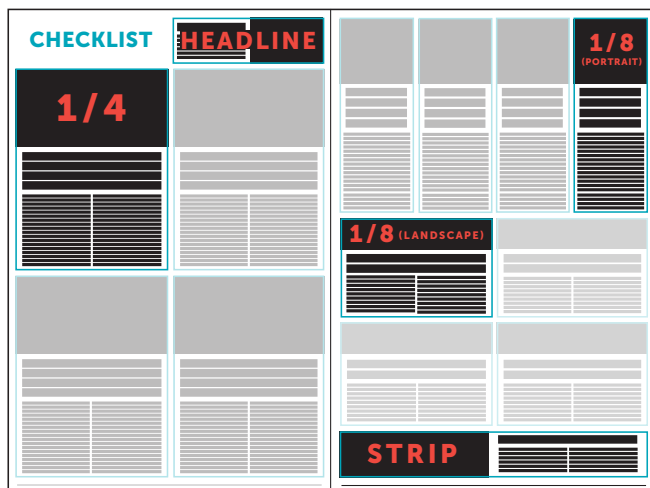 CHECKLIST
HEADLINE
1/4
1/8
(PORTRAIT)
1/8 (LANDSCAPE)
STRIP